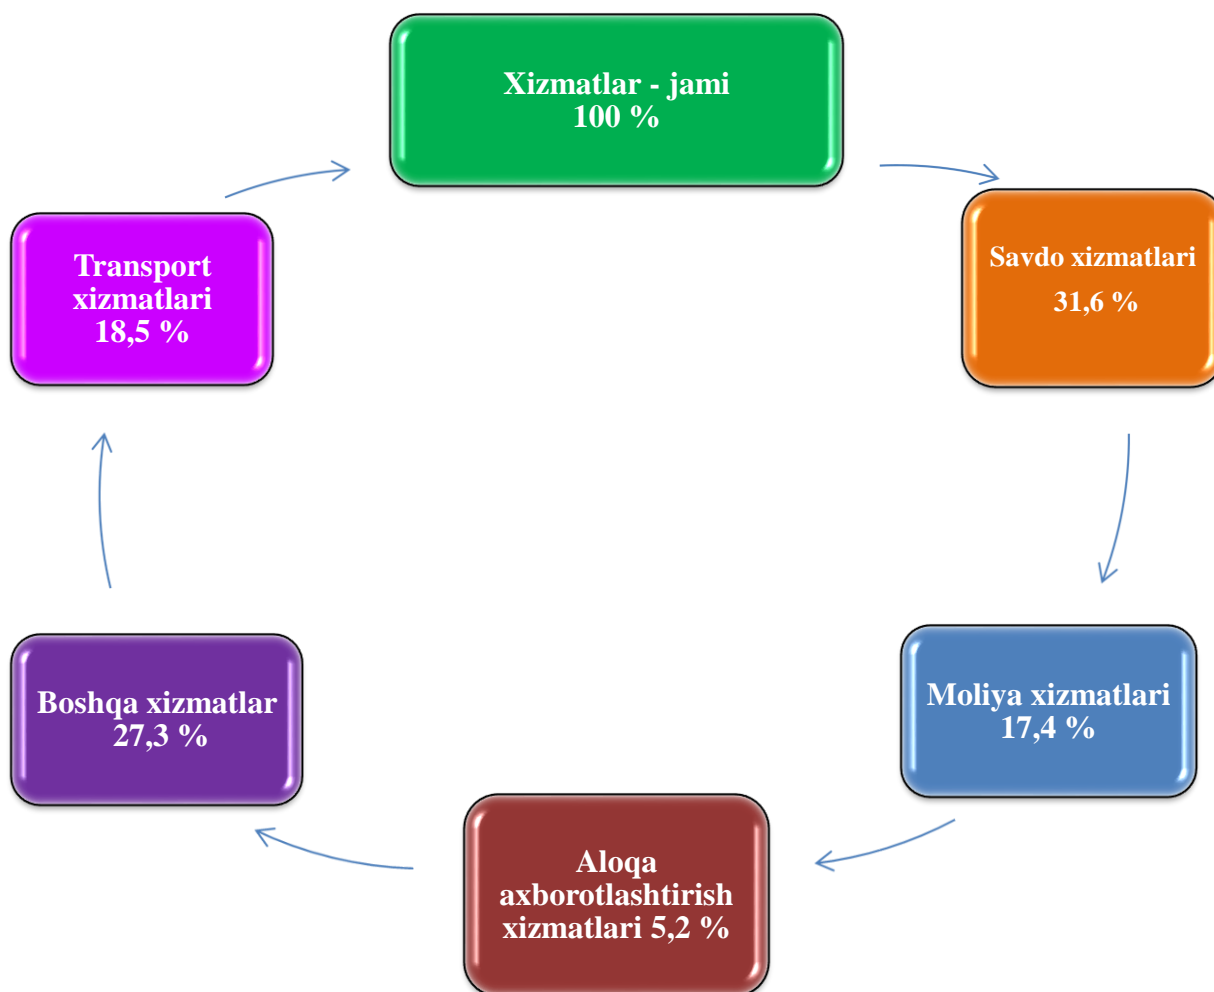 Xizmatlar - jami
100 %
Savdo xizmatlari
31,6 %
Moliya xizmatlari
17,4 %
Aloqa
axborotlashtirish
xizmatlari 5,2 %
Boshqa xizmatlar
27,3 %
Transport
xizmatlari
18,5 %